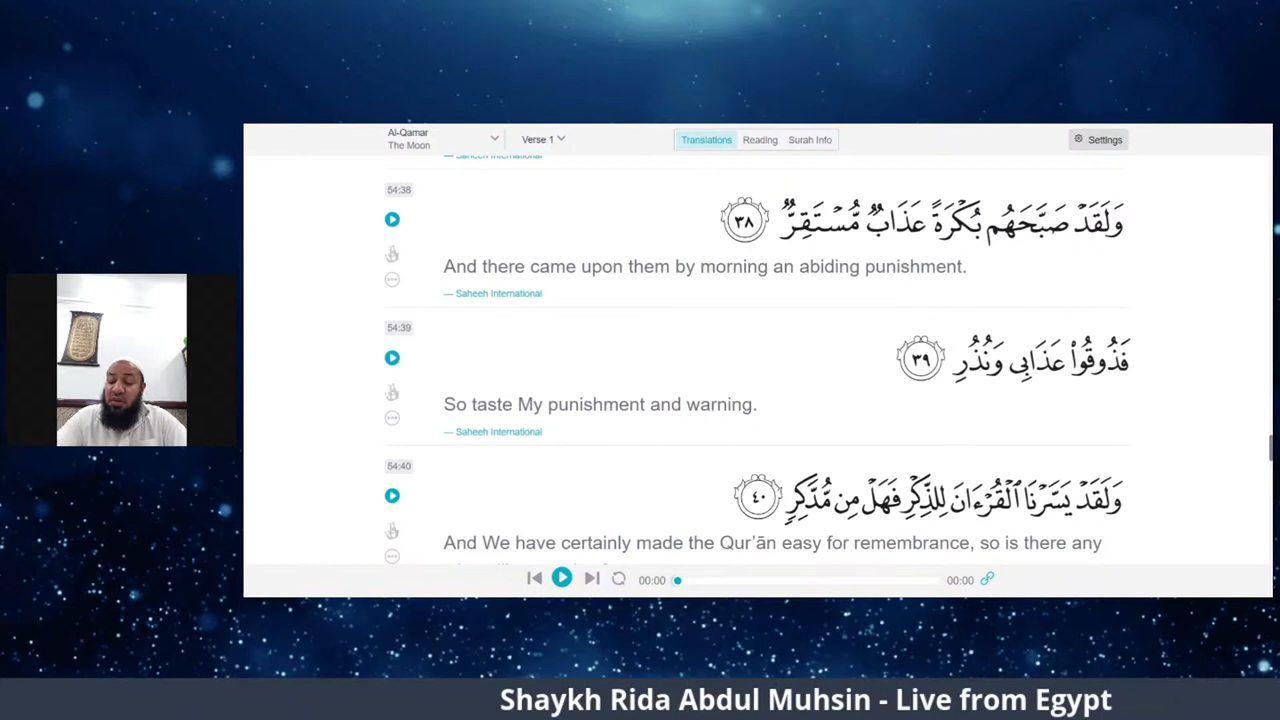 Al-Qamar
The Moon
Verse 1
Translations
Reading
Surah Info
Settings
— Saheeh International
54:38
وَلَقَدْ صَبَّحَهُم بُكْرَةً عَذَابٌ مُّسْتَقِرٌّ ٣٨
And there came upon them by morning an abiding punishment.
— Saheeh International
54:39
فَذُوقُوا۟ عَذَابِى وَنُذُرِ ٣٩
So taste My punishment and warning.
— Saheeh International
54:40
وَلَقَدْ يَسَّرْنَا ٱلْقُرْءَانَ لِلذِّكْرِ فَهَلْ مِن مُّدَّكِرٍ ٤٠
And We have certainly made the Qur’ān easy for remembrance, so is there any
00:00
00:00
Shaykh Rida Abdul Muhsin - Live from Egypt